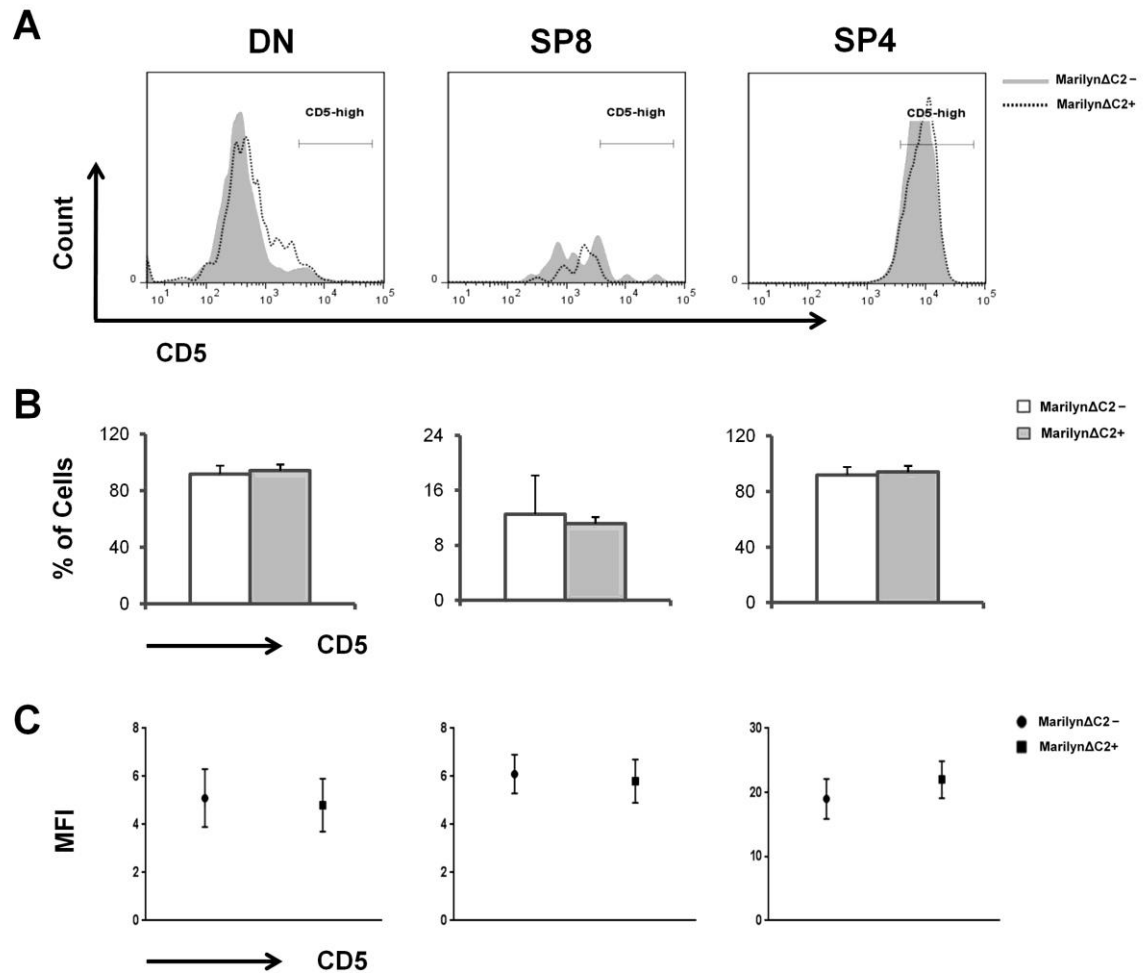 A
DN SP8 SP4
CD5-high CD5-high CD5-high
MarilynΔC2−
MarilynΔC2+
Count
0 0 0
10¹ 10² 10³ 10⁴ 10⁵ 10¹ 10² 10³ 10⁴ 10⁵ 10¹ 10² 10³ 10⁴ 10⁵
CD5
B
MarilynΔC2−
MarilynΔC2+
% of Cells
120 24 120
80 16 80
40 8 40
0 0 0
CD5
C
MarilynΔC2−
MarilynΔC2+
MFI
8 8 30
6 6 20
4 4 10
2 2
0 0 0
CD5